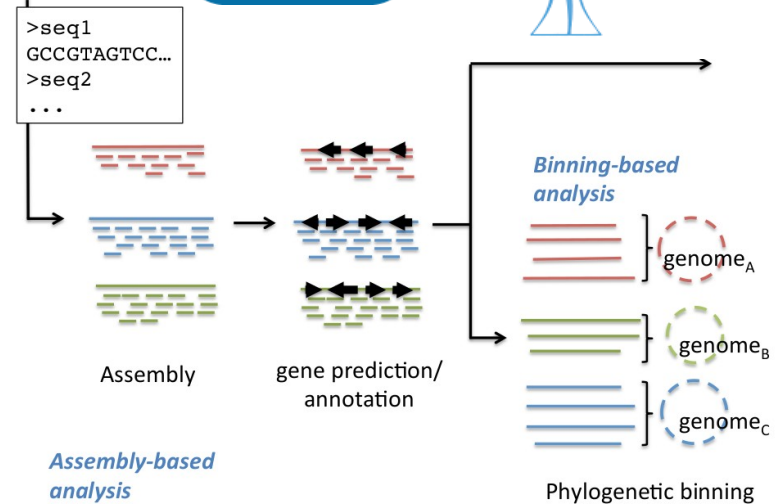 >seq1
GCCGTAGTCC…
>seq2
...
Binning-based
analysis
genomeA
genomeB
genomeC
Assembly
gene prediction/
annotation
Assembly-based
analysis
Phylogenetic binning